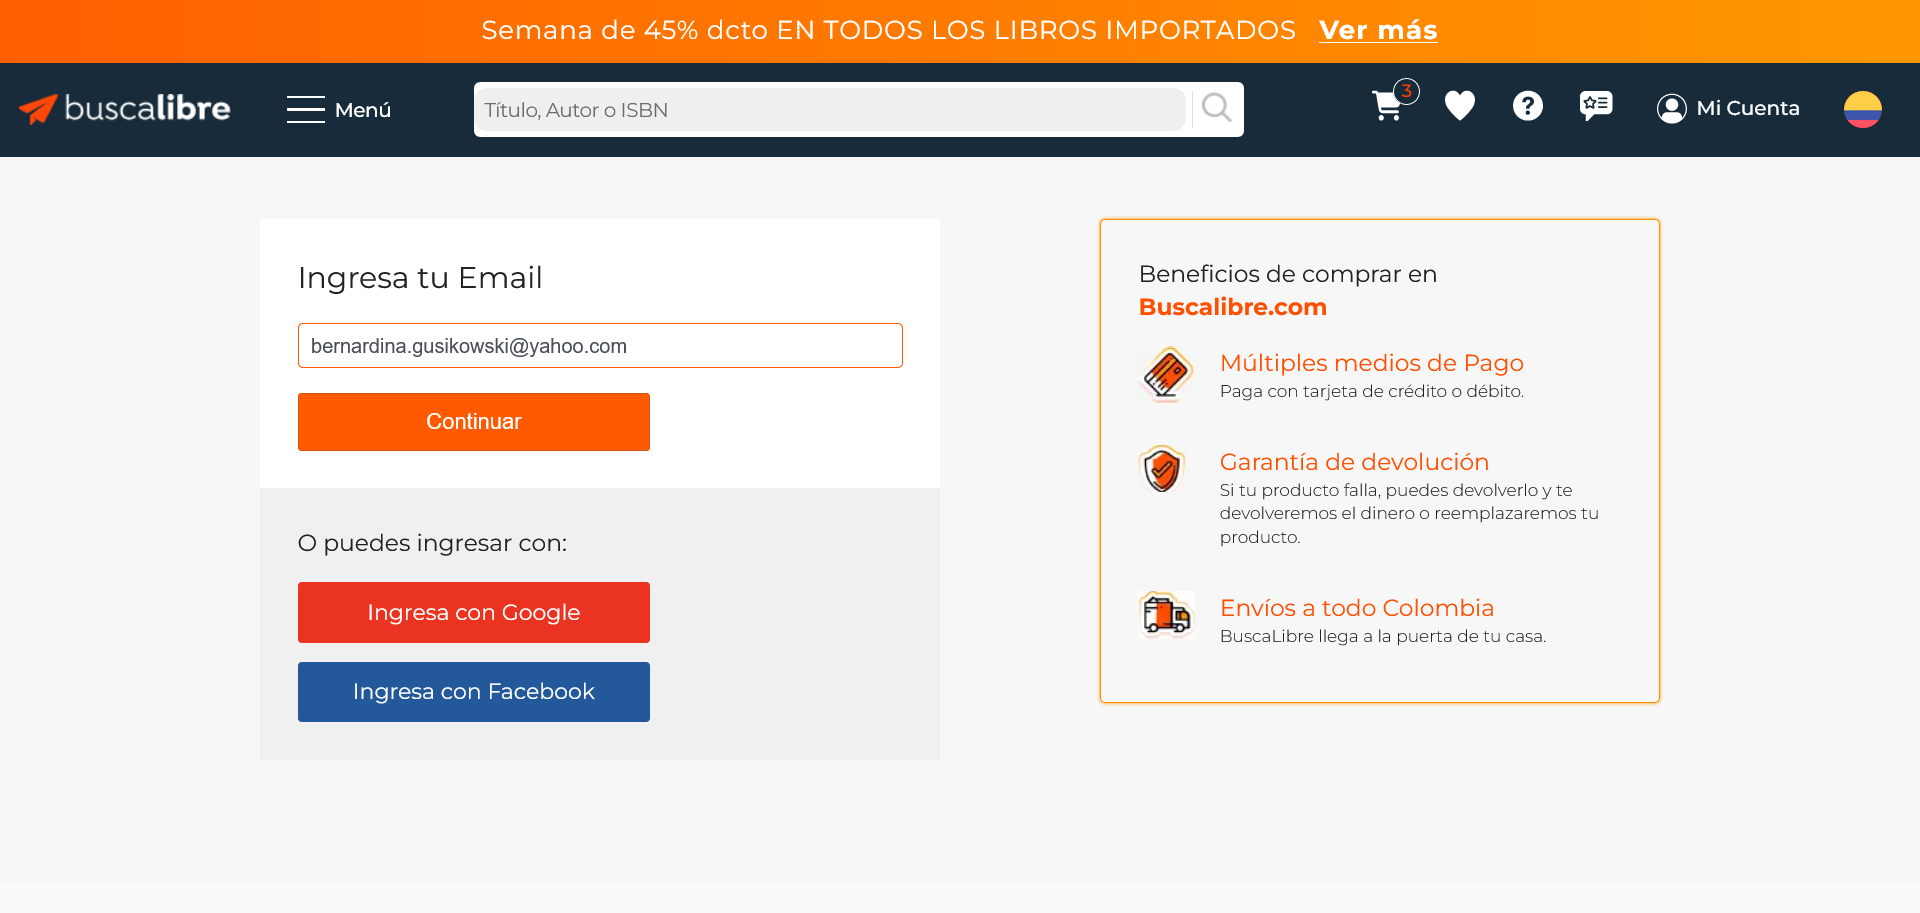 Semana de 45% dcto EN TODOS LOS LIBROS IMPORTADOS Ver más
buscalibre
Menú
Título, Autor o ISBN
3
Mi Cuenta
Ingresa tu Email
bernardina.gusikowski@yahoo.com
Continuar
O puedes ingresar con:
Ingresa con Google
Ingresa con Facebook
Beneficios de comprar en
Buscalibre.com
Múltiples medios de Pago
Paga con tarjeta de crédito o débito.
Garantía de devolución
Si tu producto falla, puedes devolverlo y te
devolveremos el dinero o reemplazaremos tu
producto.
Envíos a todo Colombia
BuscaLibre llega a la puerta de tu casa.